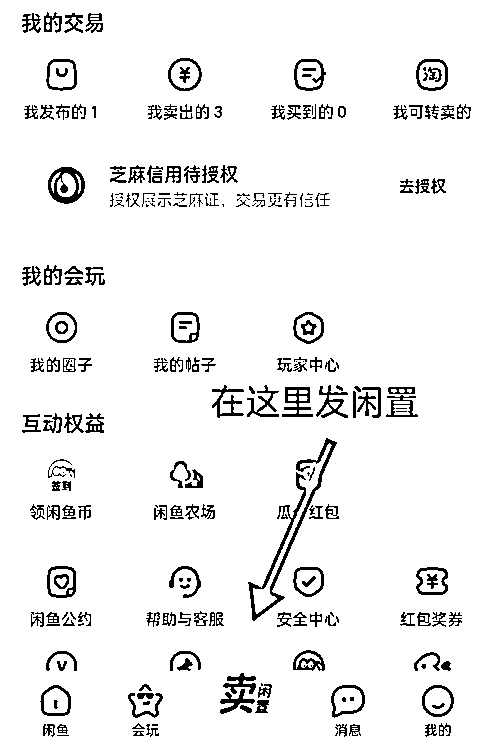 我的交易
我发布的 1 我卖出的 3 我买到的 0 我可转卖的
淘
芝麻信用待授权
授权展示芝麻证，交易更有信任
去授权
我的会玩
我的圈子 我的帖子 玩家中心
在这里发闲置
互动权益
签到
领闲鱼币 闲鱼农场 瓜分红包
闲鱼公约 帮助与客服 安全中心 红包奖券
卖闲置
闲鱼 会玩 消息 我的